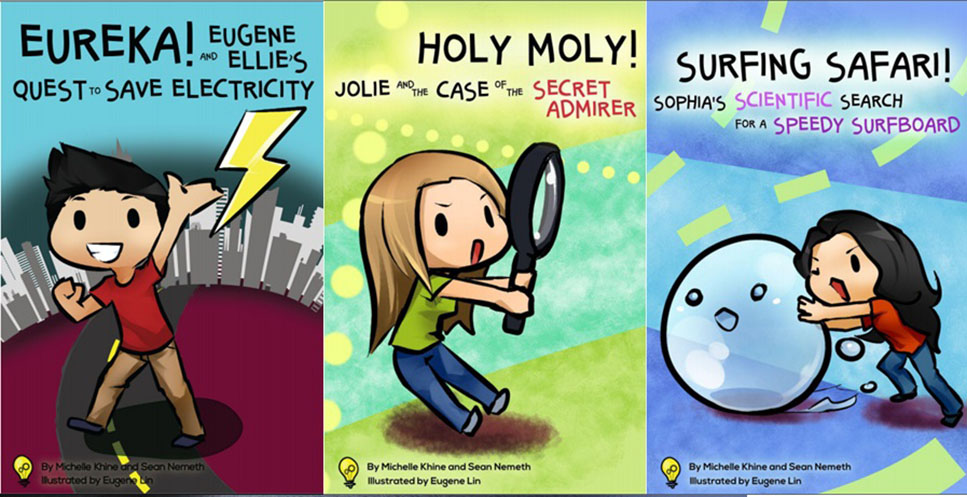 EUREKA! EUGENE
AND ELLIE'S
QUEST TO SAVE ELECTRICITY
By Michelle Khine and Sean Nemeth
Illustrated by Eugene Lin
HOLY MOLY!
JOLIE AND THE CASE OF THE SECRET
ADMIRER
By Michelle Khine and Sean Nemeth
Illustrated by Eugene Lin
SURFING SAFARI!
SOPHIA'S SCIENTIFIC SEARCH
FOR A SPEEDY SURFBOARD
By Michelle Khine and Sean Nemeth
Illustrated by Eugene Lin